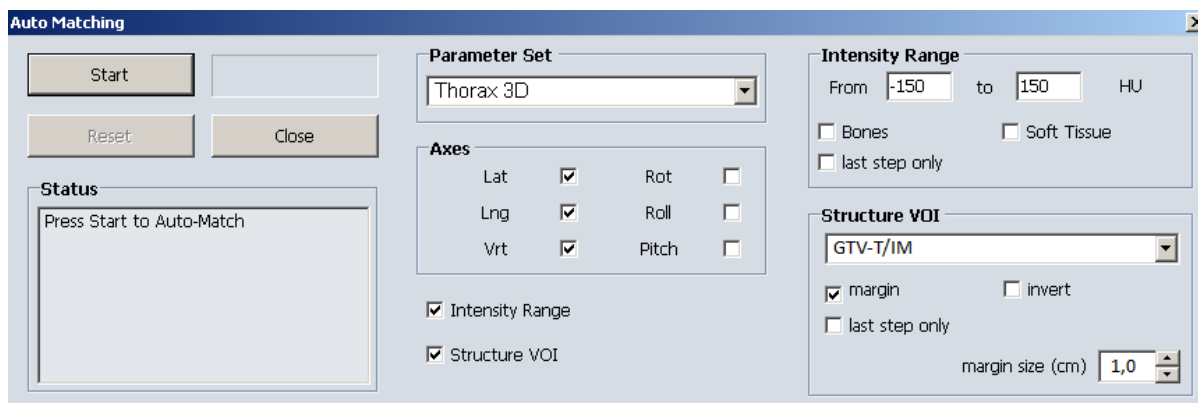 Auto Matching
Start
Reset
Close
Status
Press Start to Auto-Match
Parameter Set
Thorax 3D
Axes
Lat Rot
Lng Roll
Vrt Pitch
Intensity Range
Structure VOI
Intensity Range
From -150 to 150 HU
Bones Soft Tissue
last step only
Structure VOI
GTV-T/IM
margin invert
last step only
margin size (cm) 1,0